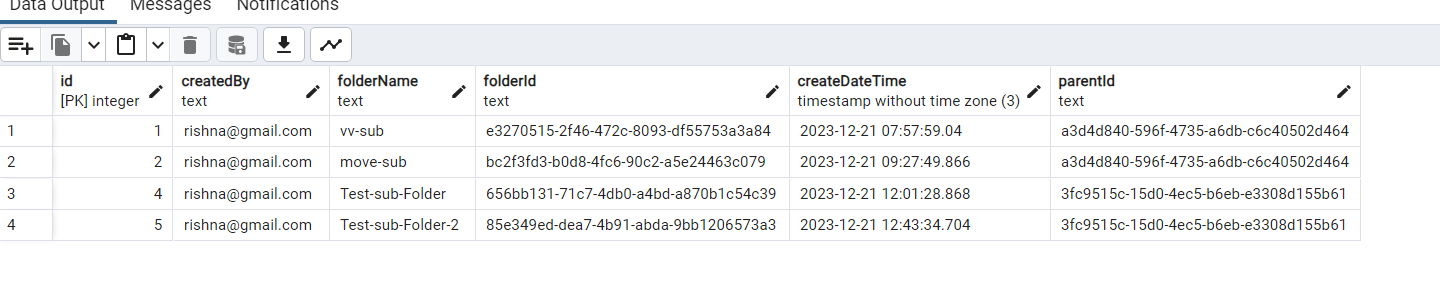 Data Output Messages Notifications
id createdBy folderName folderId createDateTime parentId
[PK] integer text text text timestamp without time zone (3) text
1 1 rishna@gmail.com vv-sub e3270515-2f46-472c-8093-df55753a3a84 2023-12-21 07:57:59.04 a3d4d840-596f-4735-a6db-c6c40502d464
2 2 rishna@gmail.com move-sub bc2f3fd3-b0d8-4fc6-90c2-a5e24463c079 2023-12-21 09:27:49.866 a3d4d840-596f-4735-a6db-c6c40502d464
3 4 rishna@gmail.com Test-sub-Folder 656bb131-71c7-4db0-a4bd-a870b1c54c39 2023-12-21 12:01:28.868 3fc9515c-15d0-4ec5-b6eb-e3308d155b61
4 5 rishna@gmail.com Test-sub-Folder-2 85e349ed-dea7-4b91-abda-9bb1206573a3 2023-12-21 12:43:34.704 3fc9515c-15d0-4ec5-b6eb-e3308d155b61